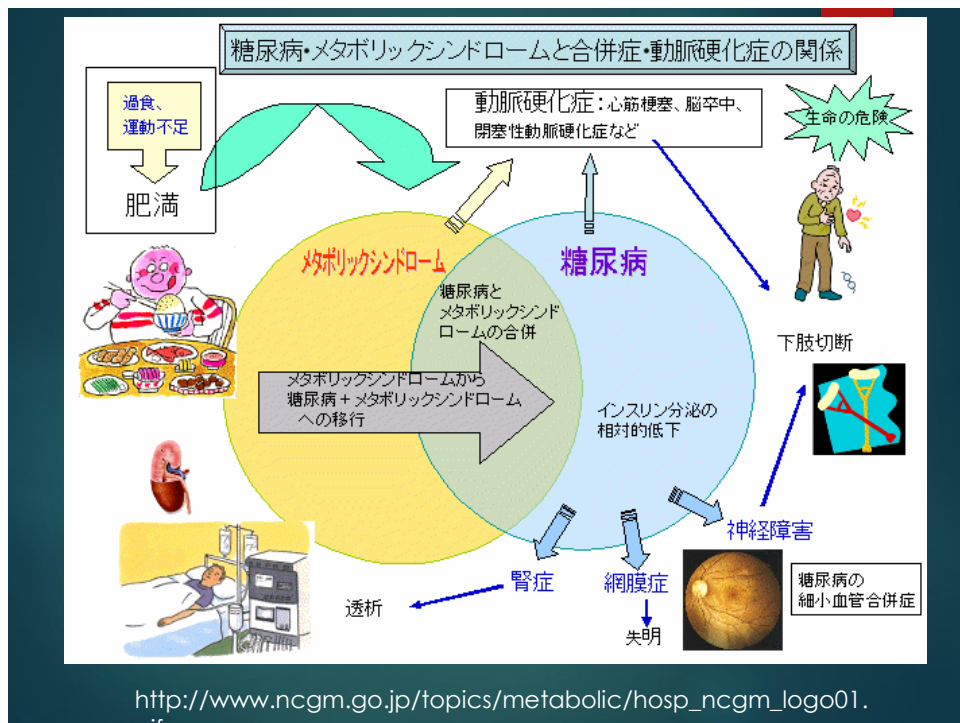 糖尿病・メタボリックシンドロームと合併症・動脈硬化症の関係
過食、
運動不足
肥満
動脈硬化症：心筋梗塞、脳卒中、
閉塞性動脈硬化症など
生命の危険
メタボリックシンドローム
糖尿病
糖尿病と
メタボリックシンド
ロームの合併
メタボリックシンドロームから
糖尿病＋メタボリックシンドローム
への移行
インスリン分泌の
相対的低下
下肢切断
神経障害
腎症
網膜症
透析
失明
糖尿病の
細小血管合併症
http://www.ncgm.go.jp/topics/metabolic/hosp_ncgm_logo01.